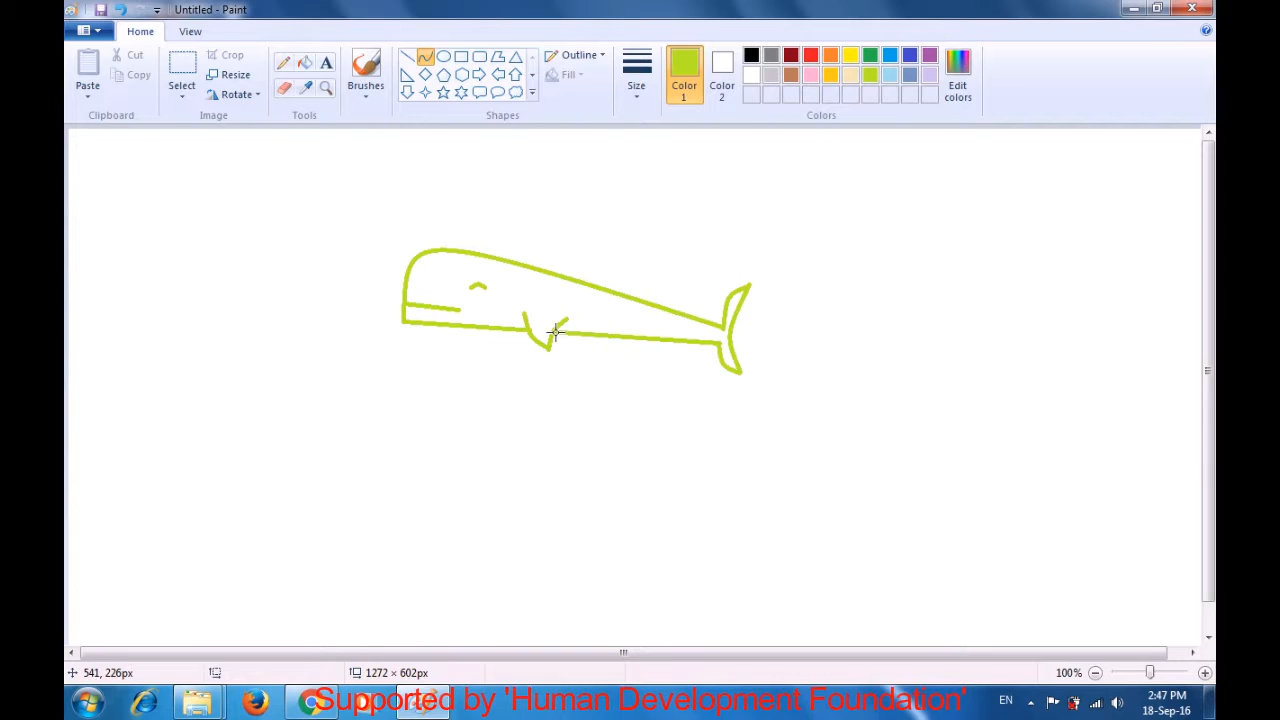 Untitled - Paint
Home View
Paste
Cut
Copy
Clipboard
Select
Crop
Resize
Rotate
Image
Tools
Brushes
Outline
Fill
Shapes
Size
Color 1
Color 2
Edit colors
Colors
541, 226px
1272 × 602px
100%
EN
2:47 PM
18-Sep-16
Supported by 'Human Development Foundation'